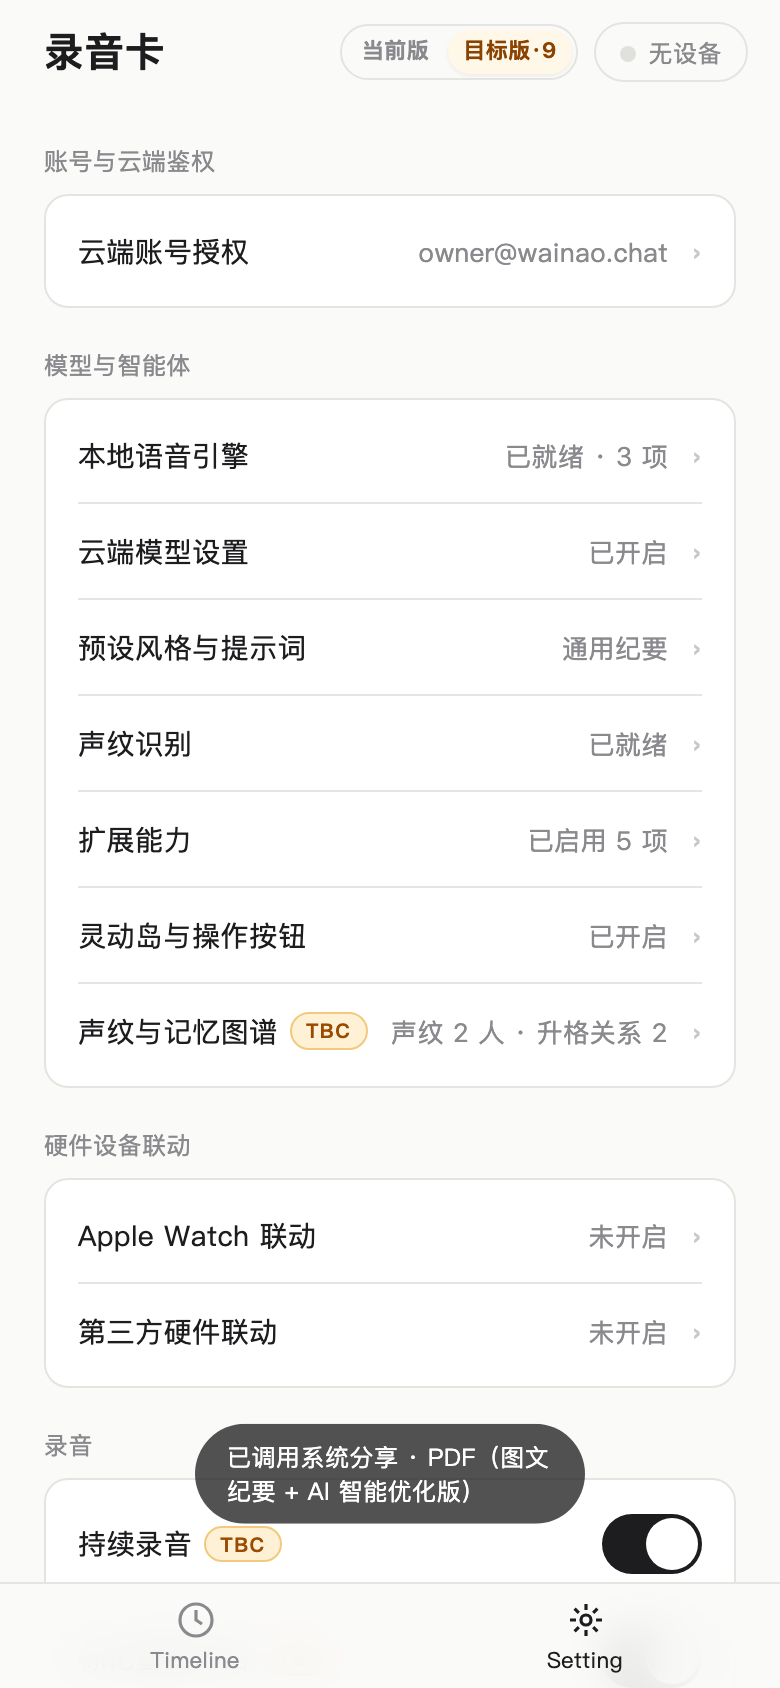 录音卡
当前版 目标版·9 无设备
账号与云端鉴权
云端账号授权 owner@wainao.chat ›
模型与智能体
本地语音引擎 已就绪 · 3 项 ›
云端模型设置 已开启 ›
预设风格与提示词 通用纪要 ›
声纹识别 已就绪 ›
扩展能力 已启用 5 项 ›
灵动岛与操作按钮 已开启 ›
声纹与记忆图谱 TBC 声纹 2 人 · 升格关系 2 ›
硬件设备联动
Apple Watch 联动 未开启 ›
第三方硬件联动 未开启 ›
录音
已调用系统分享 · PDF（图文
纪要 + AI 智能优化版）
持续录音 TBC
Timeline Setting